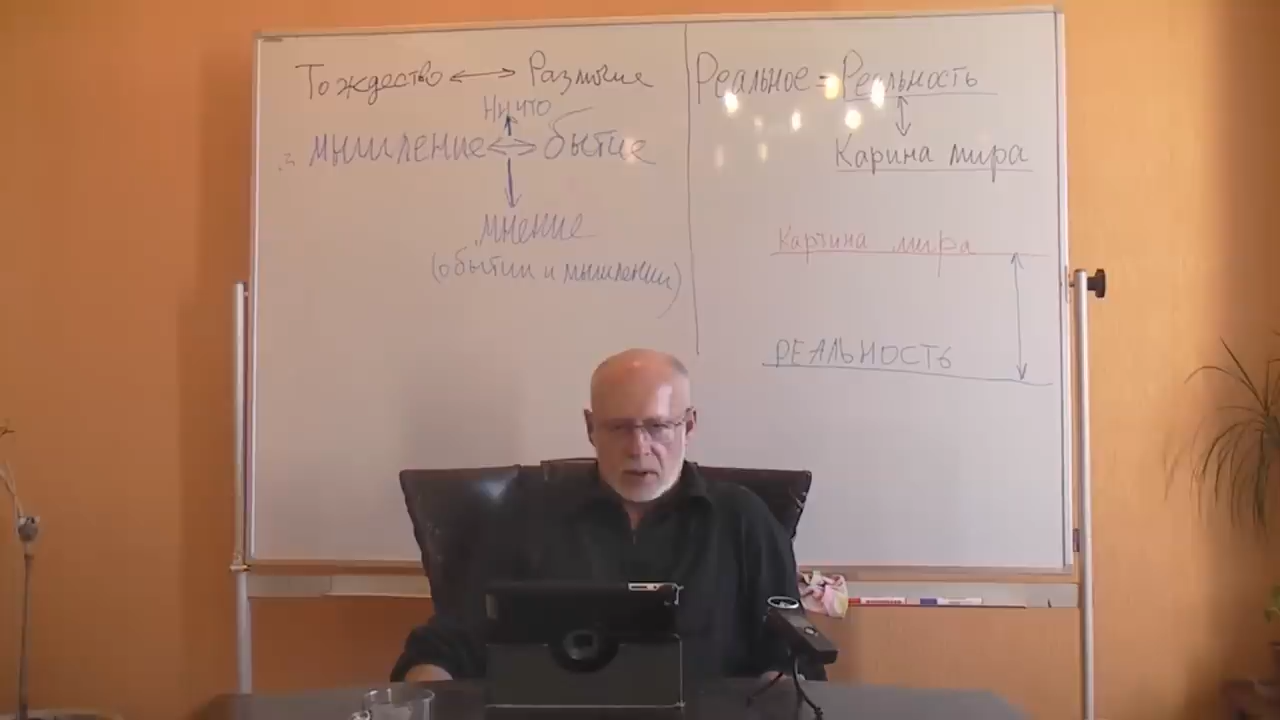 Тождество ↔ Различие
Ничто
мышление ⇔ бытие
мнение
(о бытии и мышлении)
Реальное = Реальность
Карина мира
Картина мира
РЕАЛЬНОСТЬ